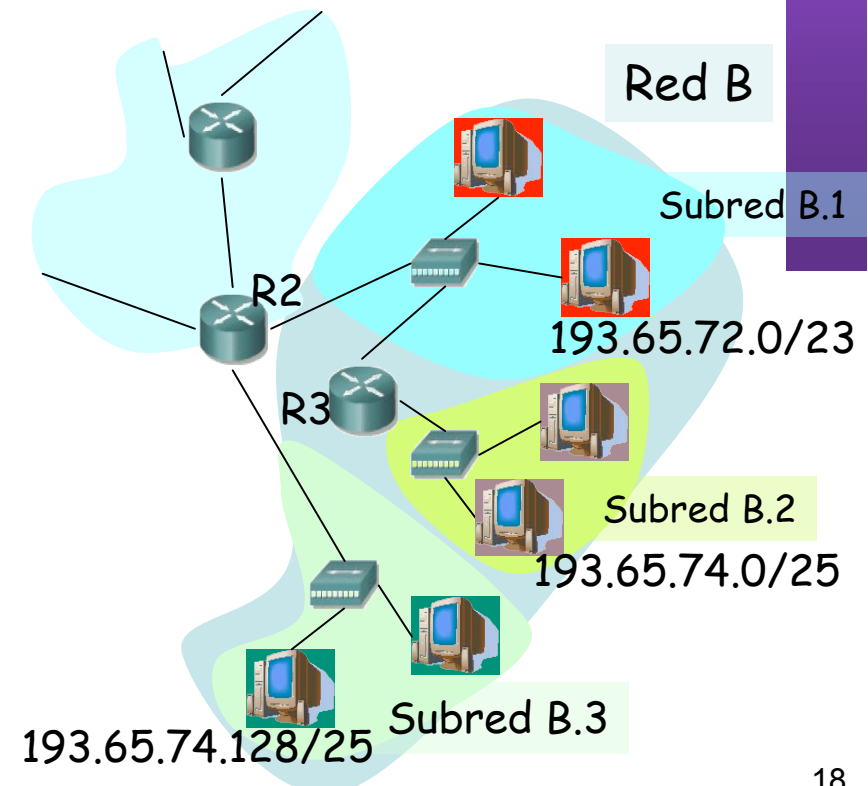 Red B
Subred B.1
R2
193.65.72.0/23
R3
Subred B.2
193.65.74.0/25
Subred B.3
193.65.74.128/25
18